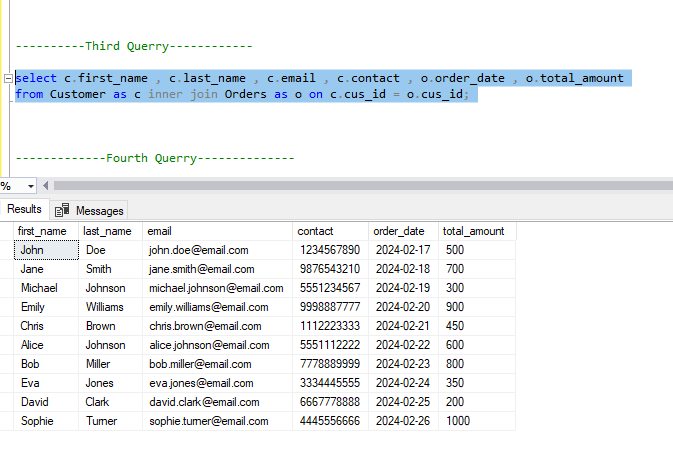 ----------Third Querry------------
select c.first_name , c.last_name , c.email , c.contact , o.order_date , o.total_amount
from Customer as c inner join Orders as o on c.cus_id = o.cus_id;
-------------Fourth Querry--------------
%
Results Messages
first_name last_name email contact order_date total_amount
John Doe john.doe@email.com 1234567890 2024-02-17 500
Jane Smith jane.smith@email.com 9876543210 2024-02-18 700
Michael Johnson michael.johnson@email.com 5551234567 2024-02-19 300
Emily Williams emily.williams@email.com 9998887777 2024-02-20 900
Chris Brown chris.brown@email.com 1112223333 2024-02-21 450
Alice Johnson alice.johnson@email.com 5551112222 2024-02-22 600
Bob Miller bob.miller@email.com 7778889999 2024-02-23 800
Eva Jones eva.jones@email.com 3334445555 2024-02-24 350
David Clark david.clark@email.com 6667778888 2024-02-25 200
Sophie Turner sophie.turner@email.com 4445556666 2024-02-26 1000